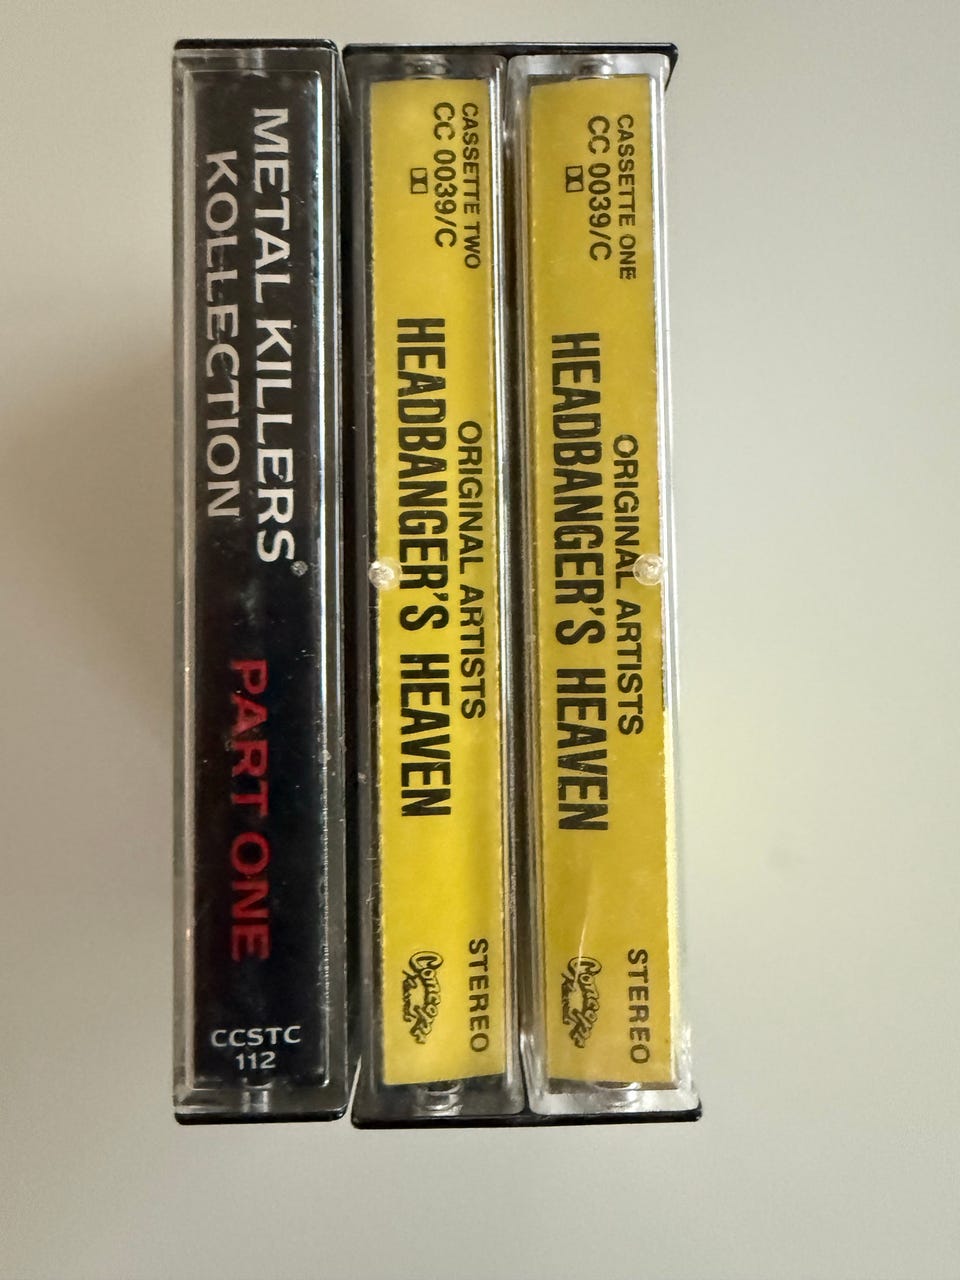 METAL KILLERS®
KOLLECTION
PART ONE
CCSTC
112
CASSETTE TWO
CC 0039/C
ORIGINAL ARTISTS
HEADBANGER'S HEAVEN
STEREO
CASSETTE ONE
CC 0039/C
ORIGINAL ARTISTS
HEADBANGER'S HEAVEN
STEREO